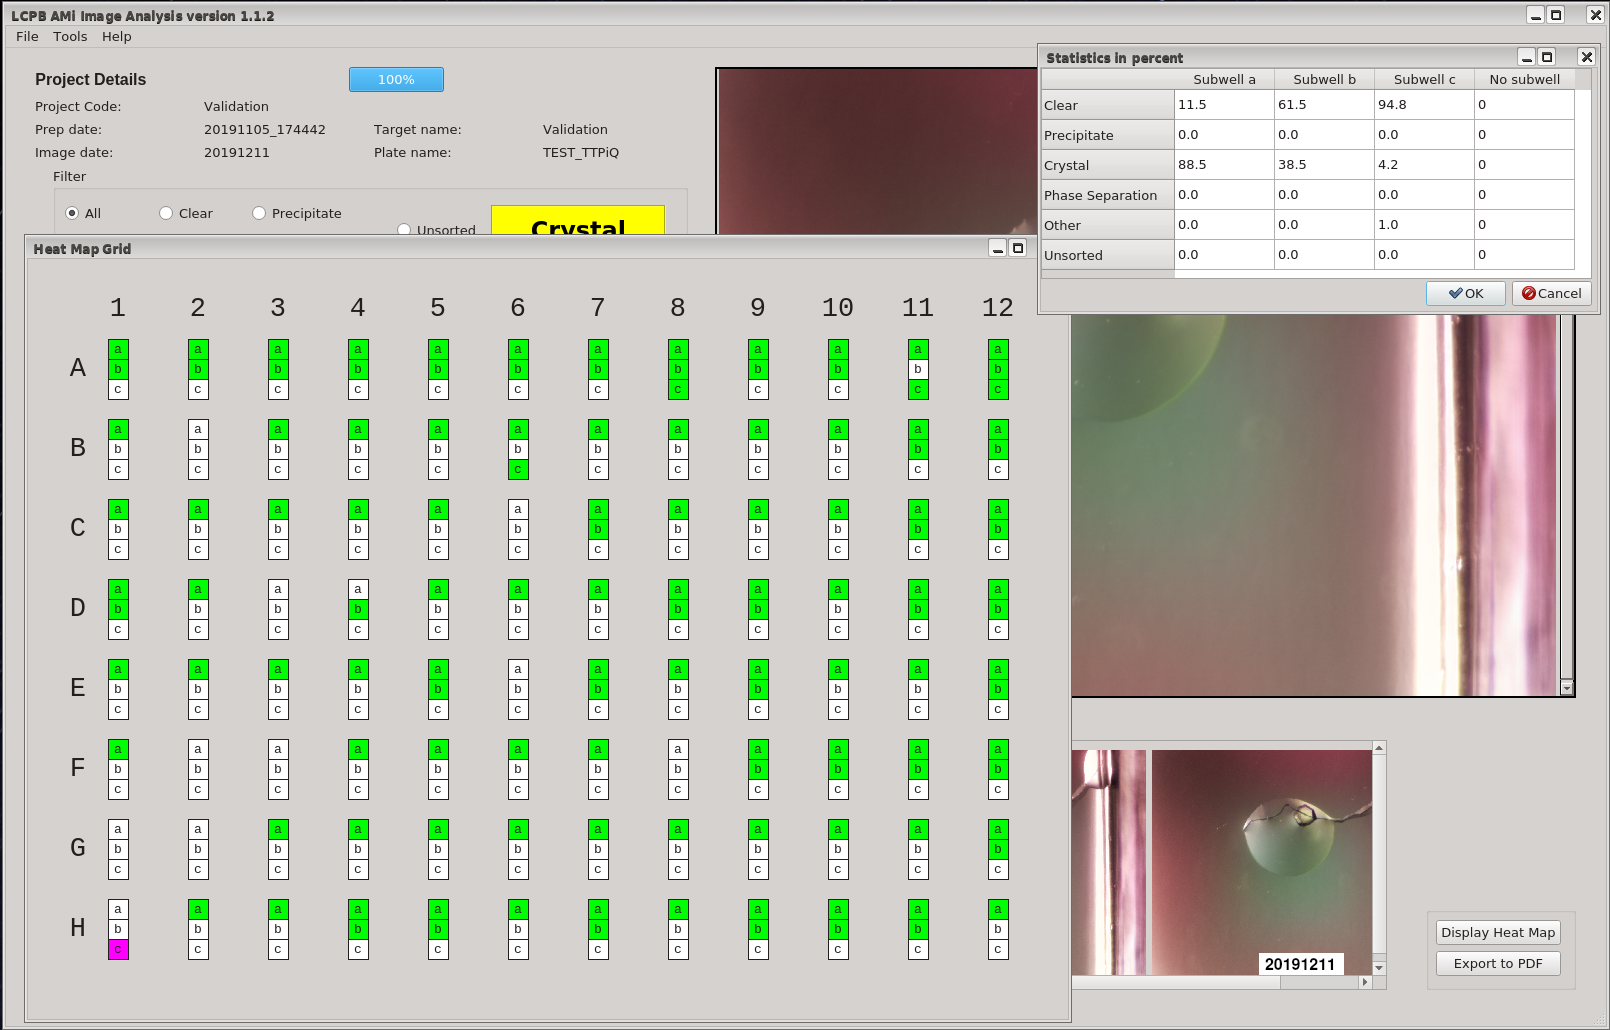 LCPB AMi Image Analysis version 1.1.2
File Tools Help
Project Details 100%
Project Code: Validation
Prep date: 20191105_174442 Target name: Validation
Image date: 20191211 Plate name: TEST_TTPiQ
Filter
All Clear Precipitate
Unsorted Crystal
Statistics in percent
Subwell a Subwell b Subwell c No subwell
Clear 11.5 61.5 94.8 0
Precipitate 0.0 0.0 0.0 0
Crystal 88.5 38.5 4.2 0
Phase Separation 0.0 0.0 0.0 0
Other 0.0 0.0 1.0 0
Unsorted 0.0 0.0 0.0 0
OK Cancel
Heat Map Grid
1 2 3 4 5 6 7 8 9 10 11 12
a a a a a a a a a a a a
A b b b b b b b b b b b b
c c c c c c c c c c c c
a a a a a a a a a a a a
B b b b b b b b b b b b b
c c c c c c c c c c c c
a a a a a a a a a a a a
C b b b b b b b b b b b b
c c c c c c c c c c c c
a a a a a a a a a a a a
D b b b b b b b b b b b b
c c c c c c c c c c c c
a a a a a a a a a a a a
E b b b b b b b b b b b b
c c c c c c c c c c c c
a a a a a a a a a a a a
F b b b b b b b b b b b b
c c c c c c c c c c c c
a a a a a a a a a a a a
G b b b b b b b b b b b b
c c c c c c c c c c c c
a a a a a a a a a a a a
H b b b b b b b b b b b b
c c c c c c c c c c c c
20191211
Display Heat Map
Export to PDF